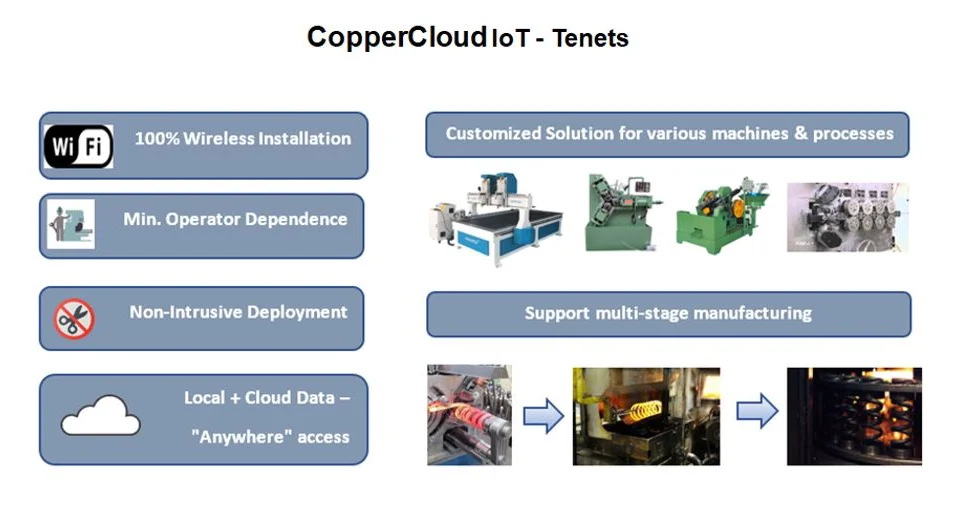 CopperCloud IoT - Tenets
Wi Fi
100% Wireless Installation
Min. Operator Dependence
Non-Intrusive Deployment
Local + Cloud Data –
"Anywhere" access
Customized Solution for various machines & processes
Support multi-stage manufacturing